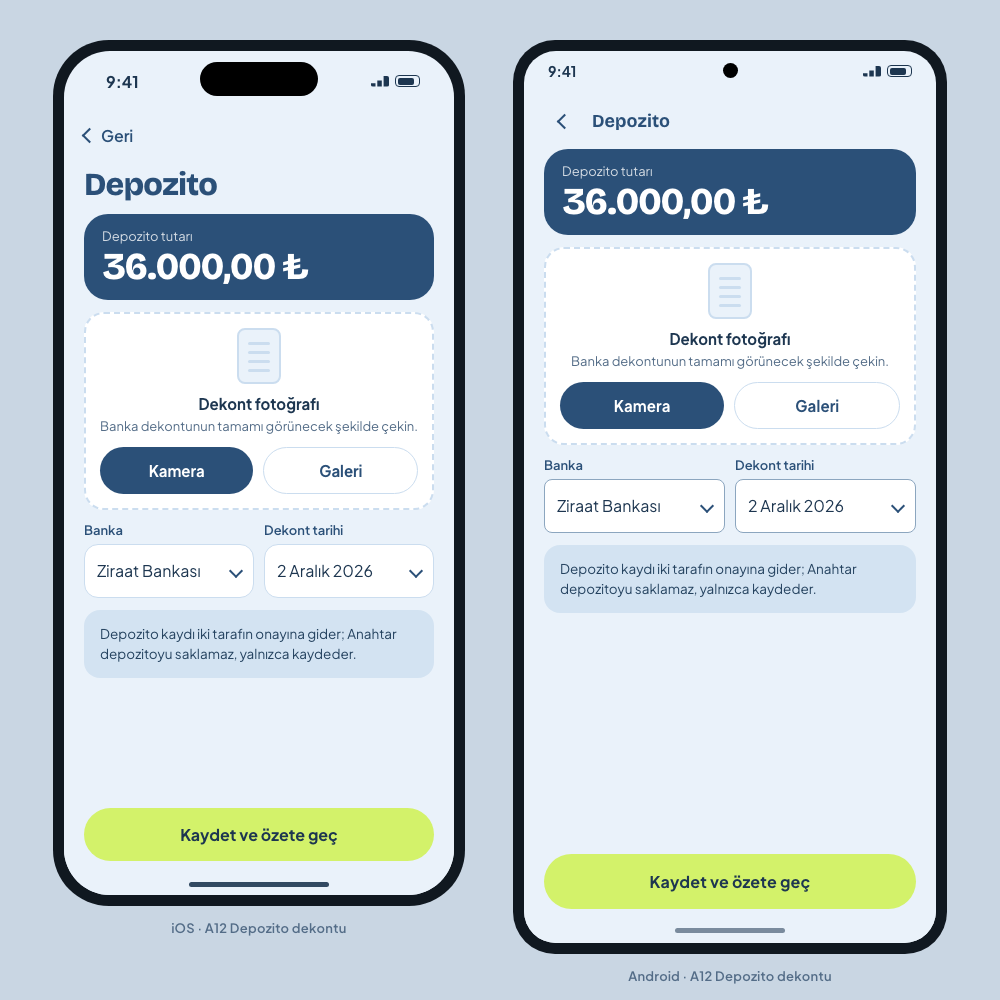 9:41
Geri
Depozito
Depozito tutarı
36.000,00 ₺
Dekont fotoğrafı
Banka dekontunun tamamı görünecek şekilde çekin.
Kamera
Galeri
Banka
Dekont tarihi
Ziraat Bankası
2 Aralık 2026
Depozito kaydı iki tarafın onayına gider; Anahtar
depozitoyu saklamaz, yalnızca kaydeder.
Kaydet ve özete geç
iOS · A12 Depozito dekontu
9:41
Depozito
Depozito tutarı
36.000,00 ₺
Dekont fotoğrafı
Banka dekontunun tamamı görünecek şekilde çekin.
Kamera
Galeri
Banka
Dekont tarihi
Ziraat Bankası
2 Aralık 2026
Depozito kaydı iki tarafın onayına gider; Anahtar
depozitoyu saklamaz, yalnızca kaydeder.
Kaydet ve özete geç
Android · A12 Depozito dekontu